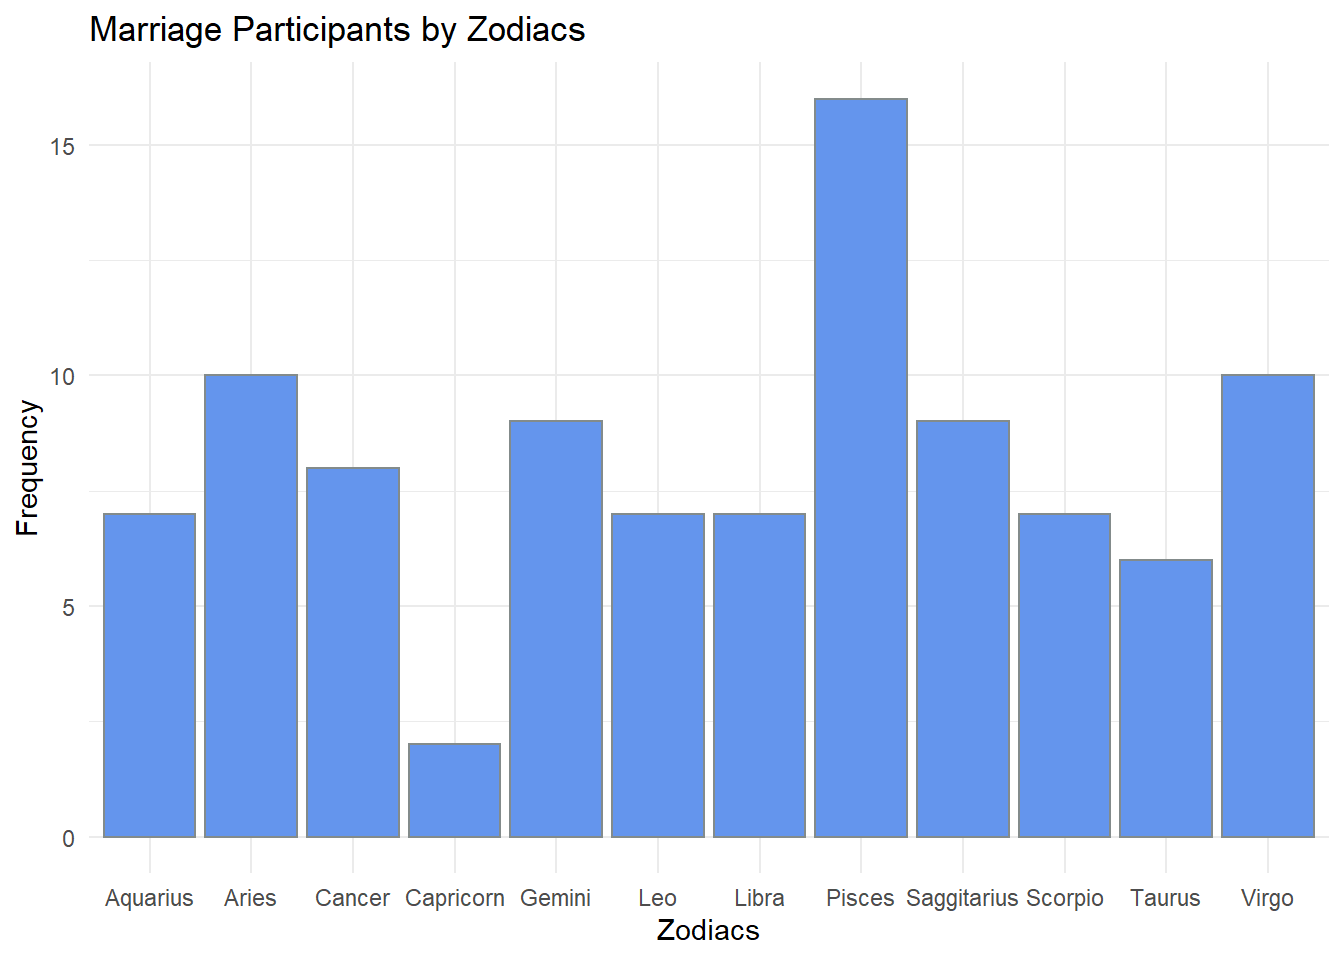 Marriage Participants by Zodiacs
15
10
5
0
Frequency
Aquarius Aries Cancer Capricorn Gemini Leo Libra Pisces Saggitarius Scorpio Taurus Virgo
Zodiacs